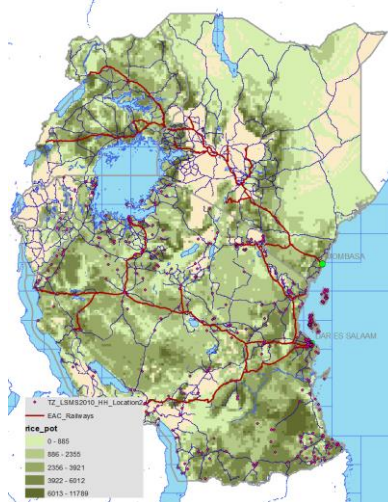 MOMBASA
DAR ES SALAAM
TZ_LSMS2010_HH_Location2
EAC_Railways
rice_pot
0 - 885
886 - 2355
2356 - 3921
3922 - 6012
6013 - 11789